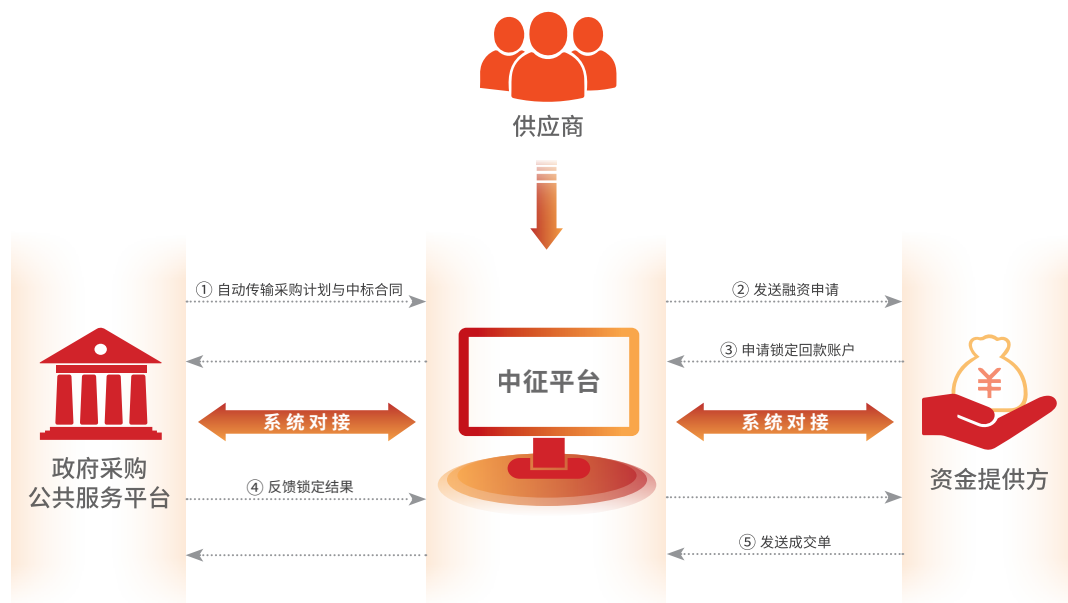 供应商
① 自动传输采购计划与中标合同
② 发送融资申请
③ 申请锁定回款账户
中征平台
¥
系统对接
系统对接
政府采购
公共服务平台
④ 反馈锁定结果
资金提供方
⑤ 发送成交单